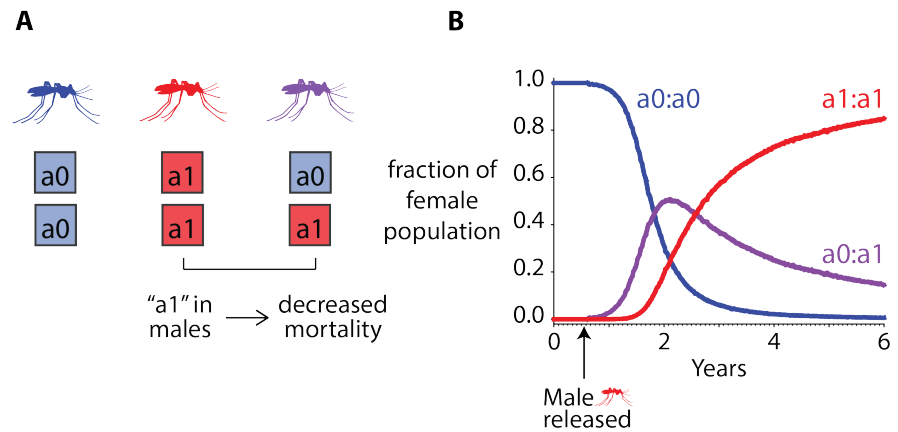 A
a0
a1
a0
a0
a1
a1
“a1” in
males
decreased
mortality
B
fraction of
female
population
1.0
0.8
0.6
0.4
0.2
0.0
a0:a0
a1:a1
a0:a1
0
2
4
6
Years
Male
released